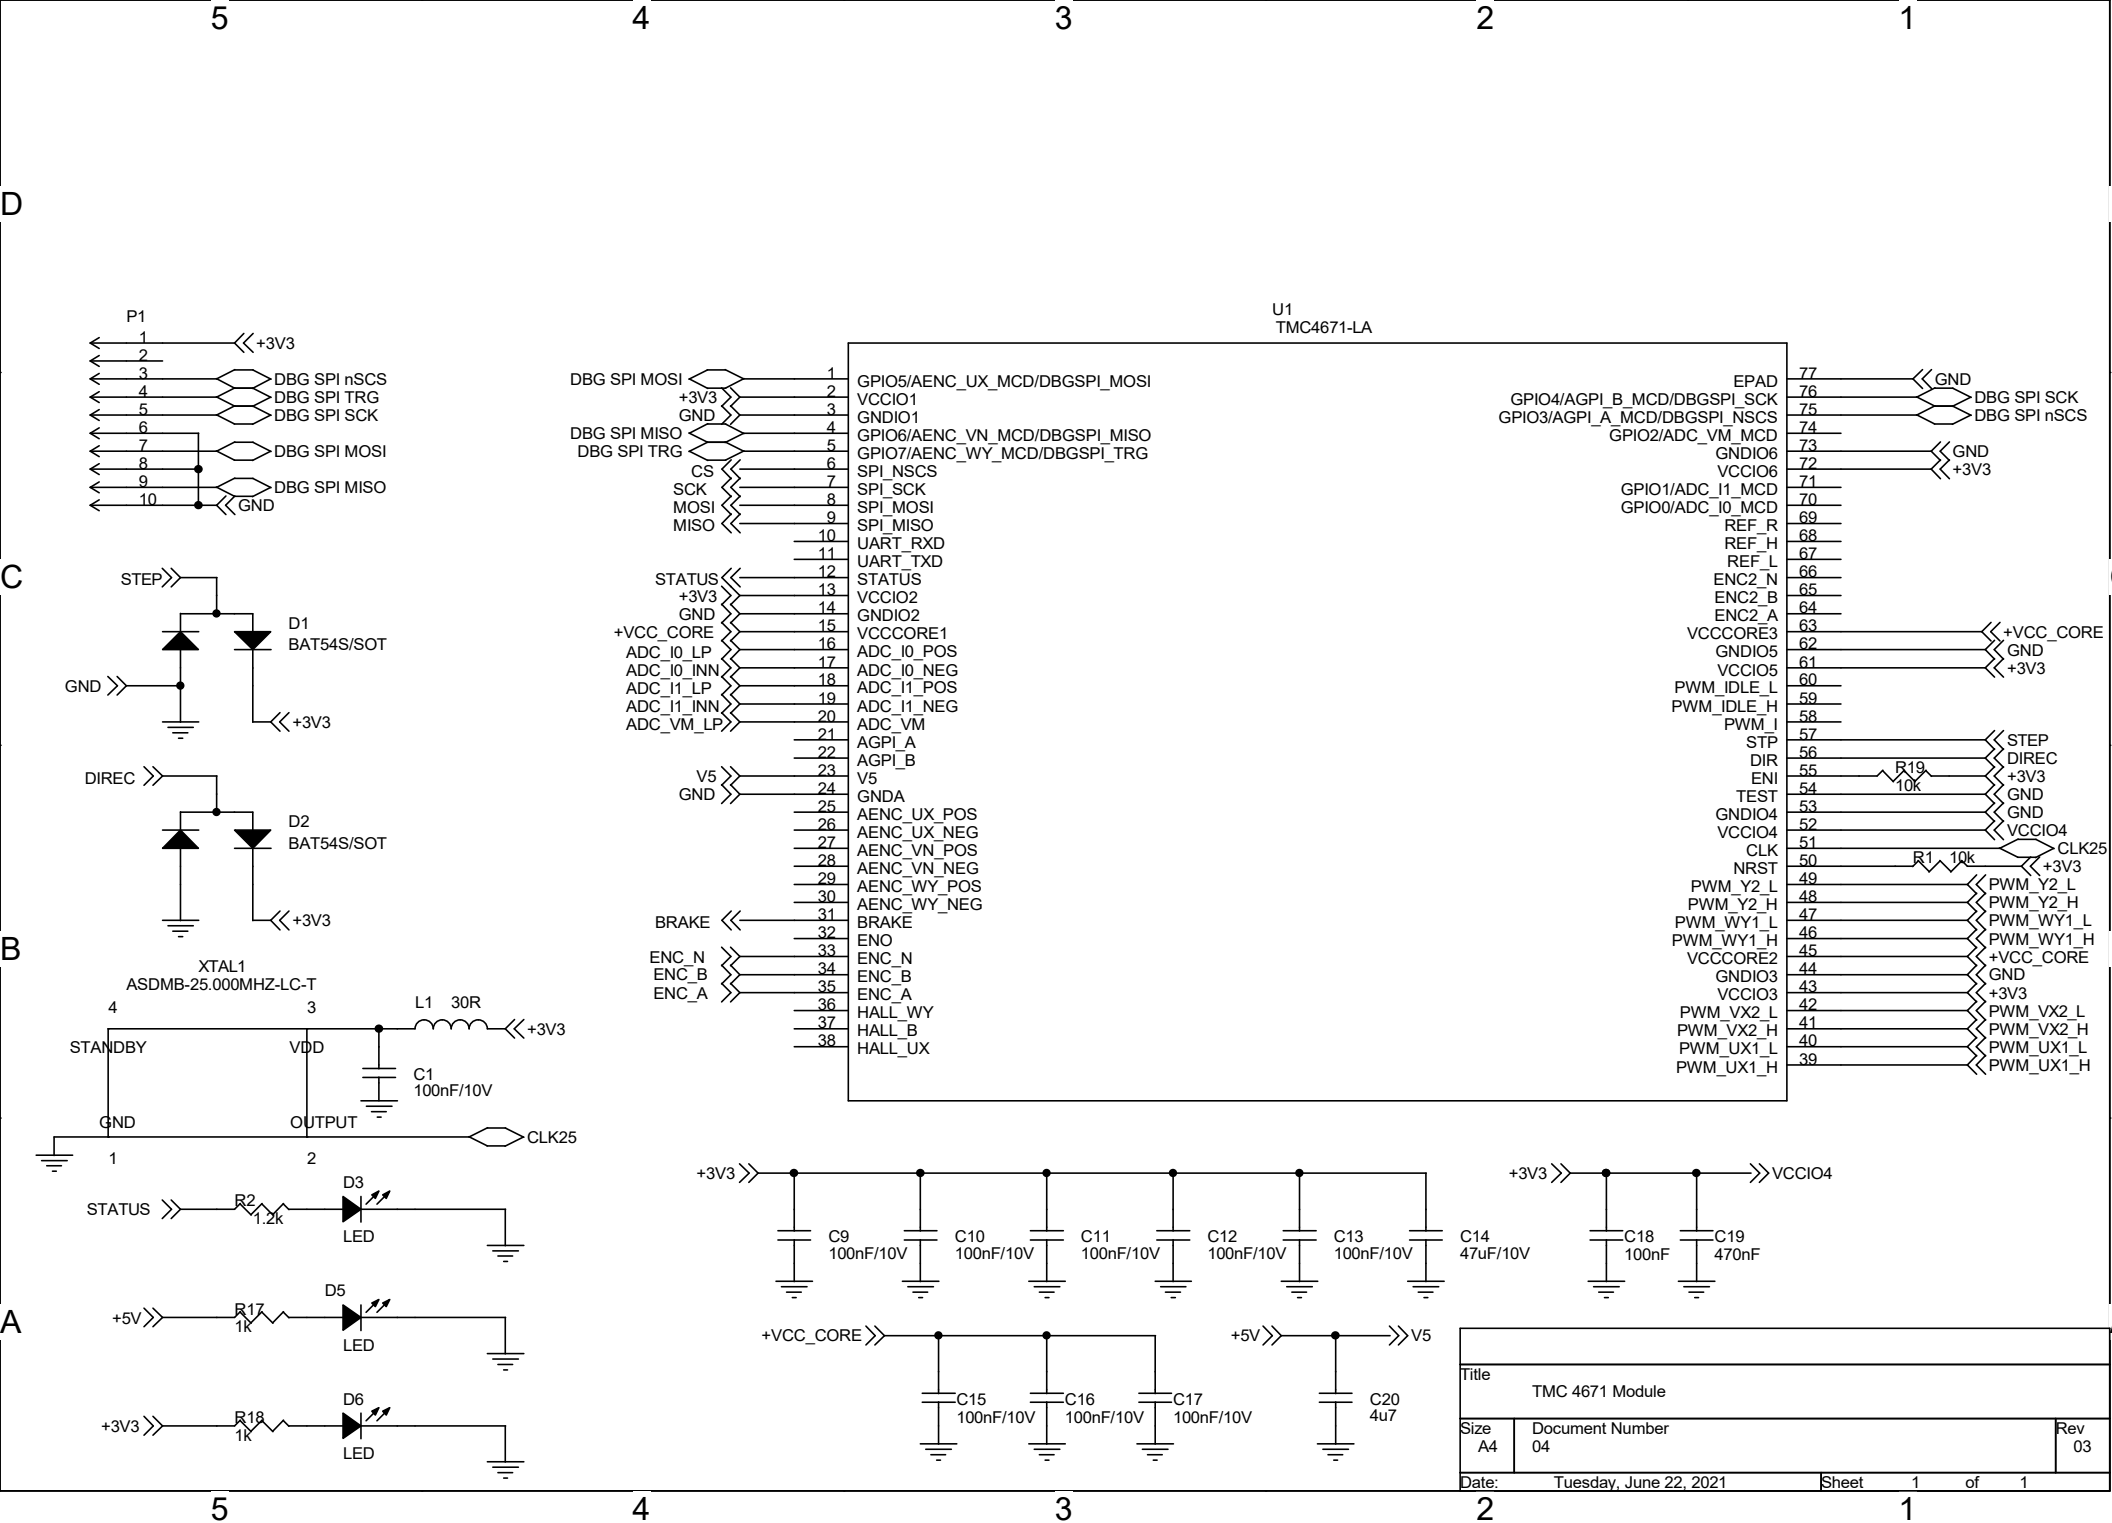 5 4 3 2 1
D
C
B
A
P1
1 +3V3
2
3 DBG SPI nSCS
4 DBG SPI TRG
5 DBG SPI SCK
6
7 DBG SPI MOSI
8
9 DBG SPI MISO
10 GND
STEP
D1
BAT54S/SOT
GND
+3V3
DIREC
D2
BAT54S/SOT
+3V3
XTAL1
ASDMB-25.000MHZ-LC-T
4 3 L1 30R
+3V3
STANDBY VDD
C1
100nF/10V
GND OUTPUT
CLK25
1 2
STATUS R2 1.2k D3 LED
+5V R17 1k D5 LED
+3V3 R18 1k D6 LED
U1
TMC4671-LA
DBG SPI MOSI 1 GPIO5/AENC_UX_MCD/DBGSPI_MOSI
+3V3 2 VCCIO1
GND 3 GNDIO1
DBG SPI MISO 4 GPIO6/AENC_VN_MCD/DBGSPI_MISO
DBG SPI TRG 5 GPIO7/AENC_WY_MCD/DBGSPI_TRG
CS 6 SPI_NSCS
SCK 7 SPI_SCK
MOSI 8 SPI_MOSI
MISO 9 SPI_MISO
10 UART_RXD
11 UART_TXD
STATUS 12 STATUS
+3V3 13 VCCIO2
GND 14 GNDIO2
+VCC_CORE 15 VCCCORE1
ADC_I0_LP 16 ADC_I0_POS
ADC_I0_INN 17 ADC_I0_NEG
ADC_I1_LP 18 ADC_I1_POS
ADC_I1_INN 19 ADC_I1_NEG
ADC_VM_LP 20 ADC_VM
21 AGPI_A
22 AGPI_B
V5 23 V5
GND 24 GNDA
25 AENC_UX_POS
26 AENC_UX_NEG
27 AENC_VN_POS
28 AENC_VN_NEG
29 AENC_WY_POS
30 AENC_WY_NEG
BRAKE 31 BRAKE
32 ENO
ENC_N 33 ENC_N
ENC_B 34 ENC_B
ENC_A 35 ENC_A
36 HALL_WY
37 HALL_B
38 HALL_UX
EPAD 77 GND
GPIO4/AGPI_B_MCD/DBGSPI_SCK 76 DBG SPI SCK
GPIO3/AGPI_A_MCD/DBGSPI_NSCS 75 DBG SPI nSCS
GPIO2/ADC_VM_MCD 74
GNDIO6 73 GND
VCCIO6 72 +3V3
GPIO1/ADC_I1_MCD 71
GPIO0/ADC_I0_MCD 70
REF_R 69
REF_H 68
REF_L 67
ENC2_N 66
ENC2_B 65
ENC2_A 64
VCCCORE3 63 +VCC_CORE
GNDIO5 62 GND
VCCIO5 61 +3V3
PWM_IDLE_L 60
PWM_IDLE_H 59
PWM_I 58
STP 57 STEP
DIR 56 DIREC
ENI 55 R19 10k +3V3
TEST 54 GND
GNDIO4 53 GND
VCCIO4 52 VCCIO4
CLK 51 CLK25
NRST 50 R1 10k +3V3
PWM_Y2_L 49 PWM_Y2_L
PWM_Y2_H 48 PWM_Y2_H
PWM_WY1_L 47 PWM_WY1_L
PWM_WY1_H 46 PWM_WY1_H
VCCCORE2 45 +VCC_CORE
GNDIO3 44 GND
VCCIO3 43 +3V3
PWM_VX2_L 42 PWM_VX2_L
PWM_VX2_H 41 PWM_VX2_H
PWM_UX1_L 40 PWM_UX1_L
PWM_UX1_H 39 PWM_UX1_H
+3V3
C9 C10 C11 C12 C13 C14
100nF/10V 100nF/10V 100nF/10V 100nF/10V 100nF/10V 47uF/10V
+3V3 VCCIO4
C18 C19
100nF 470nF
+VCC_CORE
C15 C16 C17
100nF/10V 100nF/10V 100nF/10V
+5V V5
C20
4u7
Title
TMC 4671 Module
Size Document Number Rev
A4 04 03
Date: Tuesday, June 22, 2021 Sheet 1 of 1
5 4 3 2 1